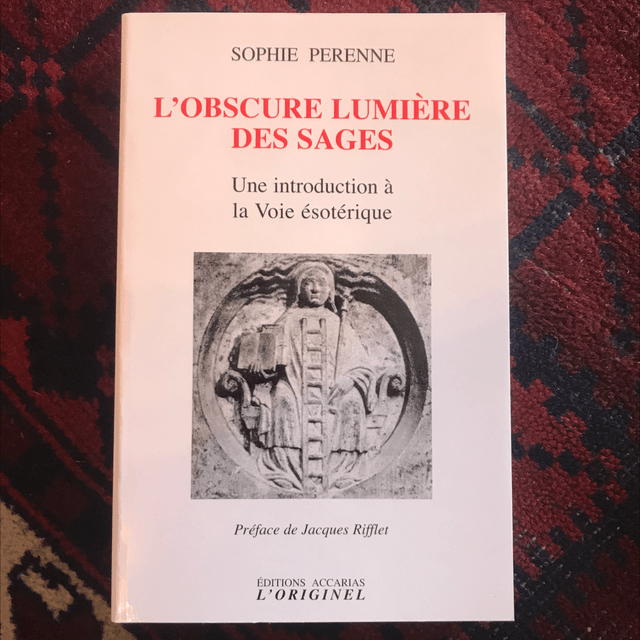 SOPHIE PERENNE
L'OBSCURE LUMIÈRE
DES SAGES
Une introduction à
la Voie ésotérique
Préface de Jacques Rifflet
ÉDITIONS ACCARIAS
L'ORIGINEL